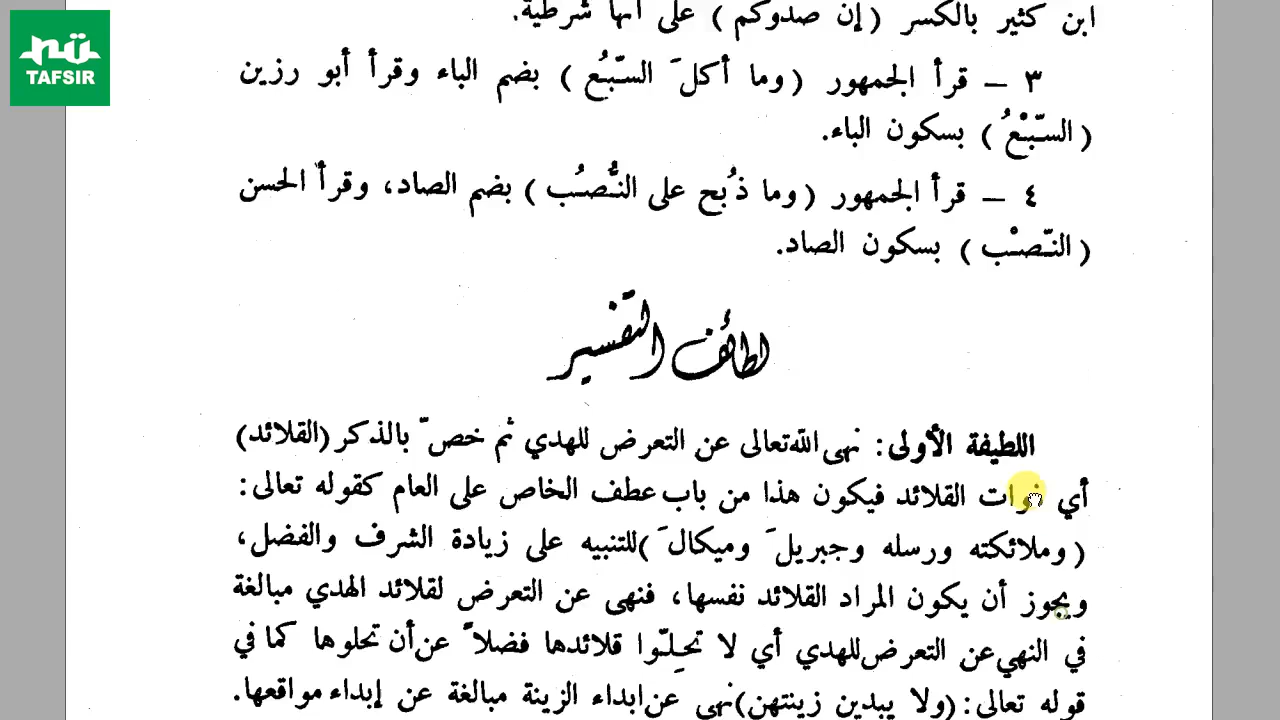 nü
TAFSIR
ابن كثير بالكسر ( إن صدوكم ) على أنها شرطية.
٣ — قرأ الجمهور ( وما أكلَ السّبُع ) بضم الباء وقرأ أبو رزين
( السّبْعُ ) بسكون الباء.
٤ — قرأ الجمهور ( وما ذُبح على النُّصُب ) بضم الصاد، وقرأ الحسن
( النّصْب ) بسكون الصاد.
لطائف التفسير
اللطيفة الأولى: نهى الله تعالى عن التعرض للهدي ثم خصّ بالذكر (القلائد)
أي ذوات القلائد فيكون هذا من باب عطف الخاص على العام كقوله تعالى:
( وملائكته ورسله وجبريلَ وميكالَ ) للتنبيه على زيادة الشرف والفضل،
ويجوز أن يكون المراد القلائد نفسها، فنهى عن التعرض لقلائد الهدي مبالغة
في النهي عن التعرض للهدي أي لا تحِلّوا قلائدها فضلاً عن أن تحلوها كما في
قوله تعالى: (ولا يبدين زينتهن) نهى عن ابداء الزينة مبالغة عن إبداء مواقعها.